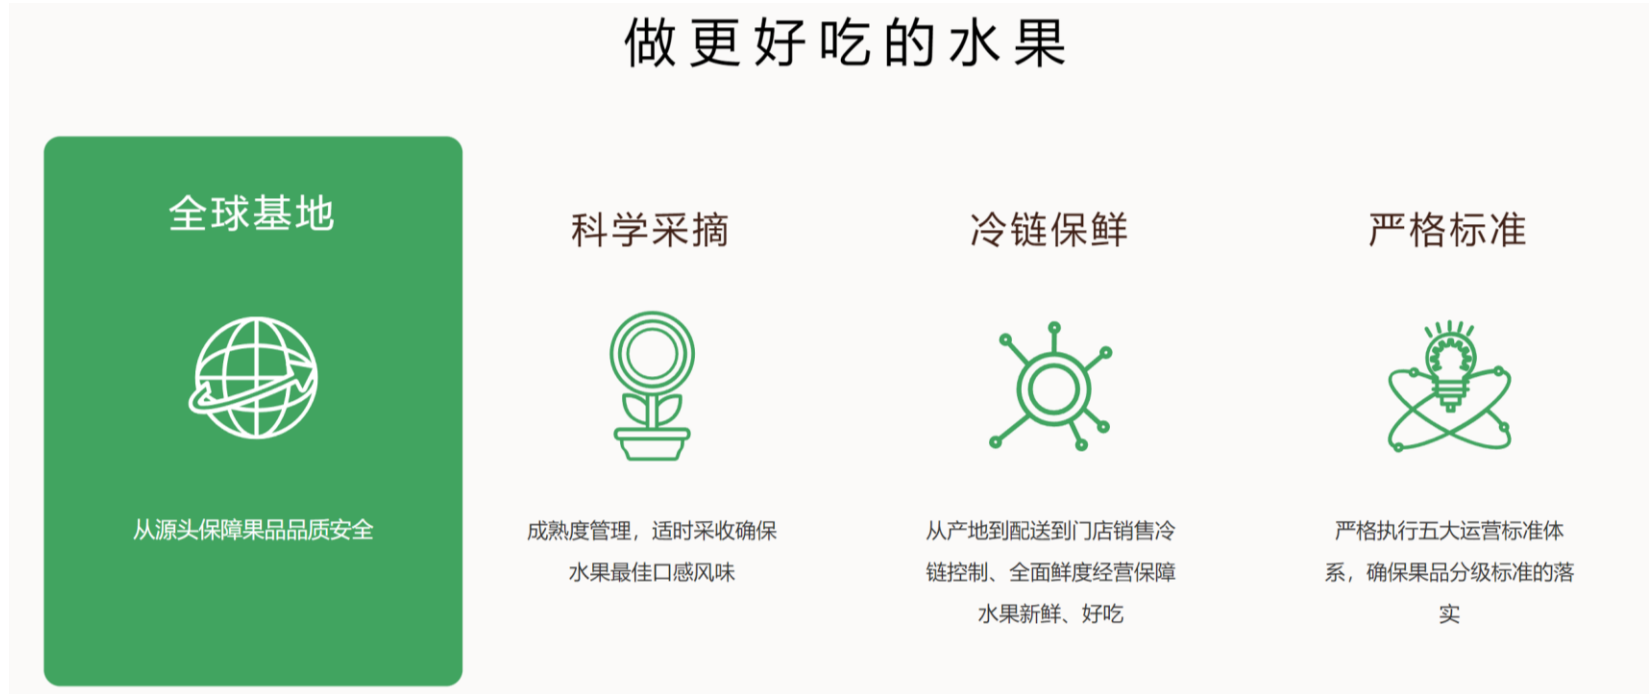 做更好吃的水果
全球基地
从源头保障果品品质安全
科学采摘
成熟度管理，适时采收确保
水果最佳口感风味
冷链保鲜
从产地到配送到门店销售冷
链控制、全面鲜度经营保障
水果新鲜、好吃
严格标准
严格执行五大运营标准体
系，确保果品分级标准的落
实